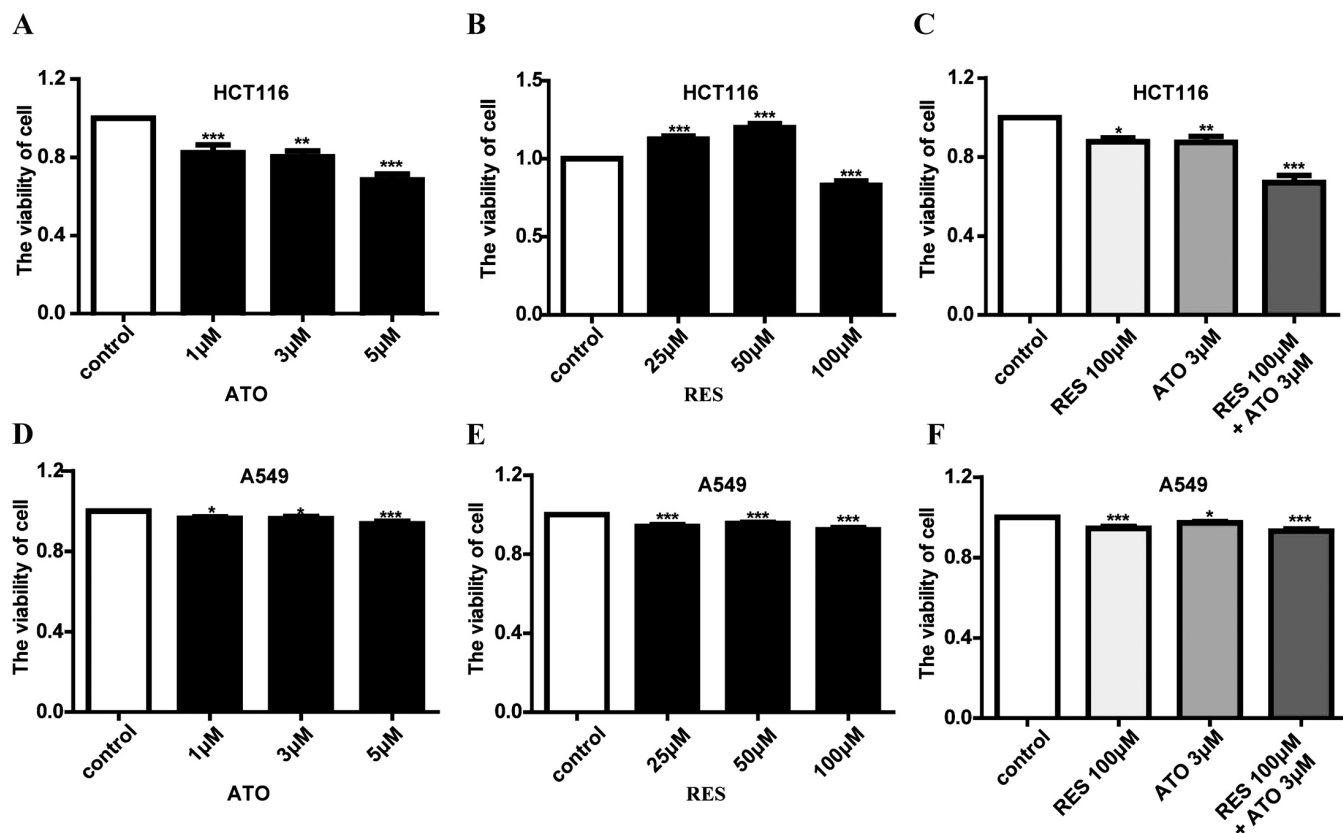 A
HCT116
The viability of cell
1.2
0.8
0.4
0.0
***
**
***
control
1µM
3µM
5µM
ATO
B
HCT116
The viability of cell
1.5
1.0
0.5
0.0
***
***
***
25µM
50µM
100µM
RES
C
HCT116
The viability of cell
1.2
0.8
0.4
0.0
*
**
***
control
RES 100µM
ATO 3µM
RES 100µM
+ ATO 3µM
D
A549
The viability of cell
1.2
0.8
0.4
0.0
*
*
***
control
1µM
3µM
5µM
ATO
E
A549
The viability of cell
1.2
0.8
0.4
0.0
***
***
***
control
25µM
50µM
100µM
RES
F
A549
The viability of cell
1.2
0.8
0.4
0.0
***
*
***
control
RES 100µM
ATO 3µM
RES 100µM
+ ATO 3µM